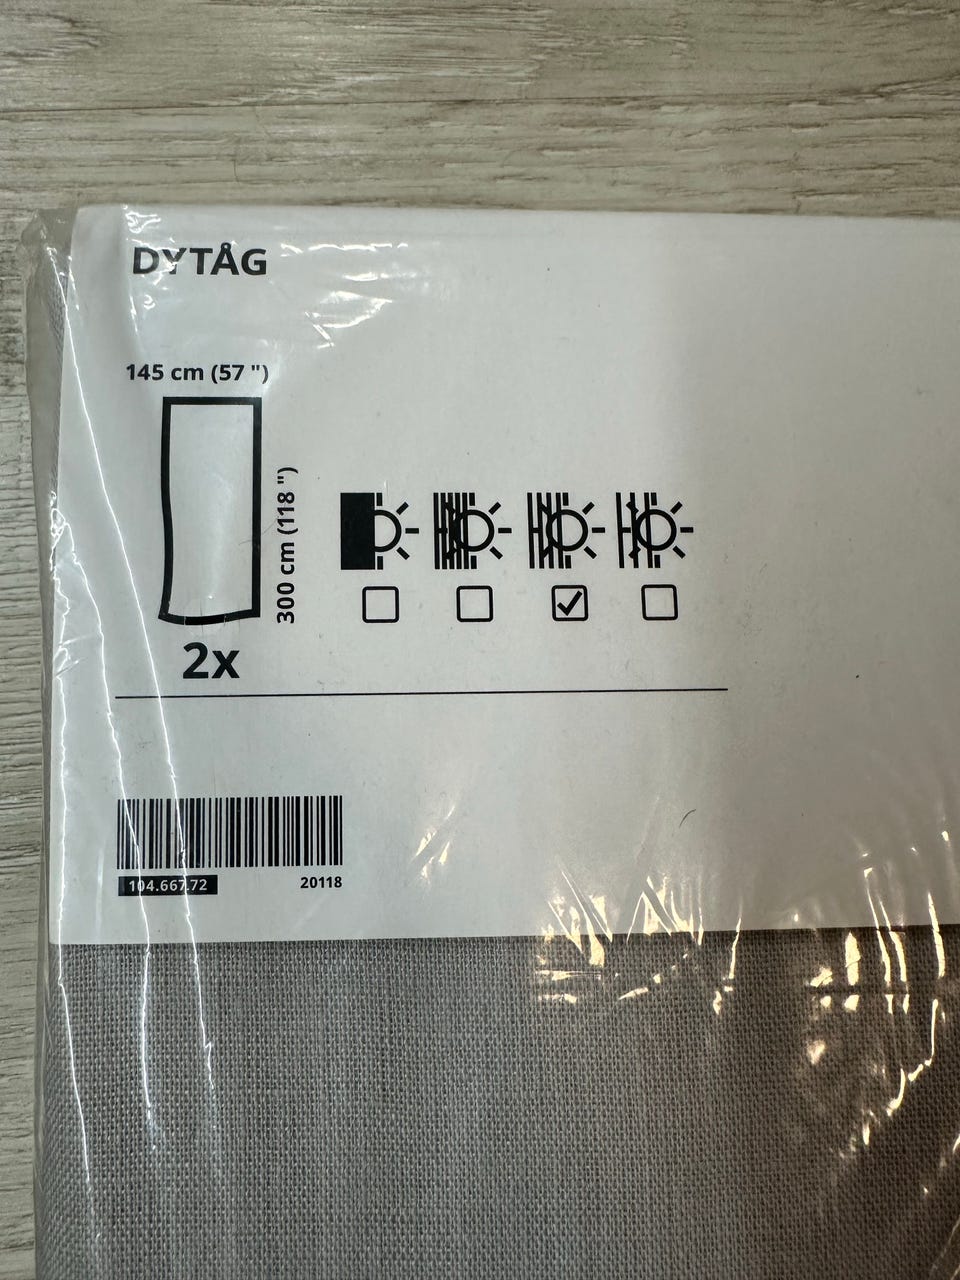 DYTÅG
145 cm (57 ")
300 cm (118 ")
2x
104.667.72
20118